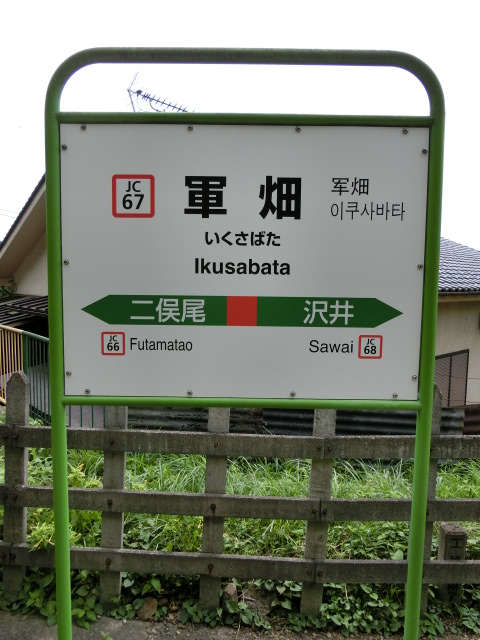 JC
67
軍畑
军畑
이쿠사바타
いくさばた
Ikusabata
二俣尾
沢井
JC
66
Futamatao
Sawai
JC
68
工